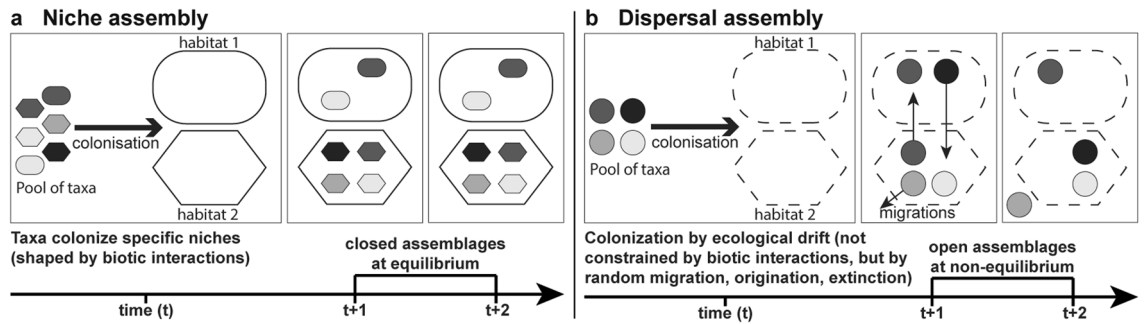 a Niche assembly
habitat 1
colonisation
Pool of taxa
habitat 2
Taxa colonize specific niches
(shaped by biotic interactions)
closed assemblages
at equilibrium
time (t)
t+1
t+2
b Dispersal assembly
habitat 1
colonisation
Pool of taxa
habitat 2
migrations
Colonization by ecological drift (not
constrained by biotic interactions, but by
random migration, origination, extinction)
open assemblages
at non-equilibrium
time (t)
t+1
t+2